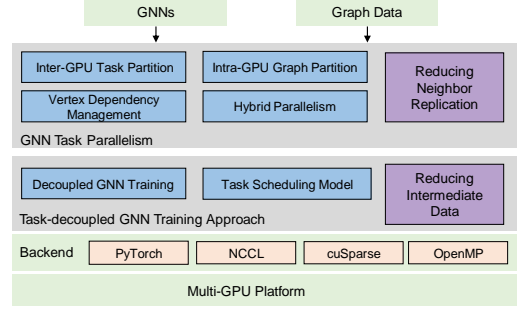 GNNs
Graph Data
Inter-GPU Task Partition
Intra-GPU Graph Partition
Reducing
Neighbor
Replication
Vertex Dependency
Management
Hybrid Parallelism
GNN Task Parallelism
Decoupled GNN Training
Task Scheduling Model
Reducing
Intermediate
Data
Task-decoupled GNN Training Approach
Backend
PyTorch
NCCL
cuSparse
OpenMP
Multi-GPU Platform